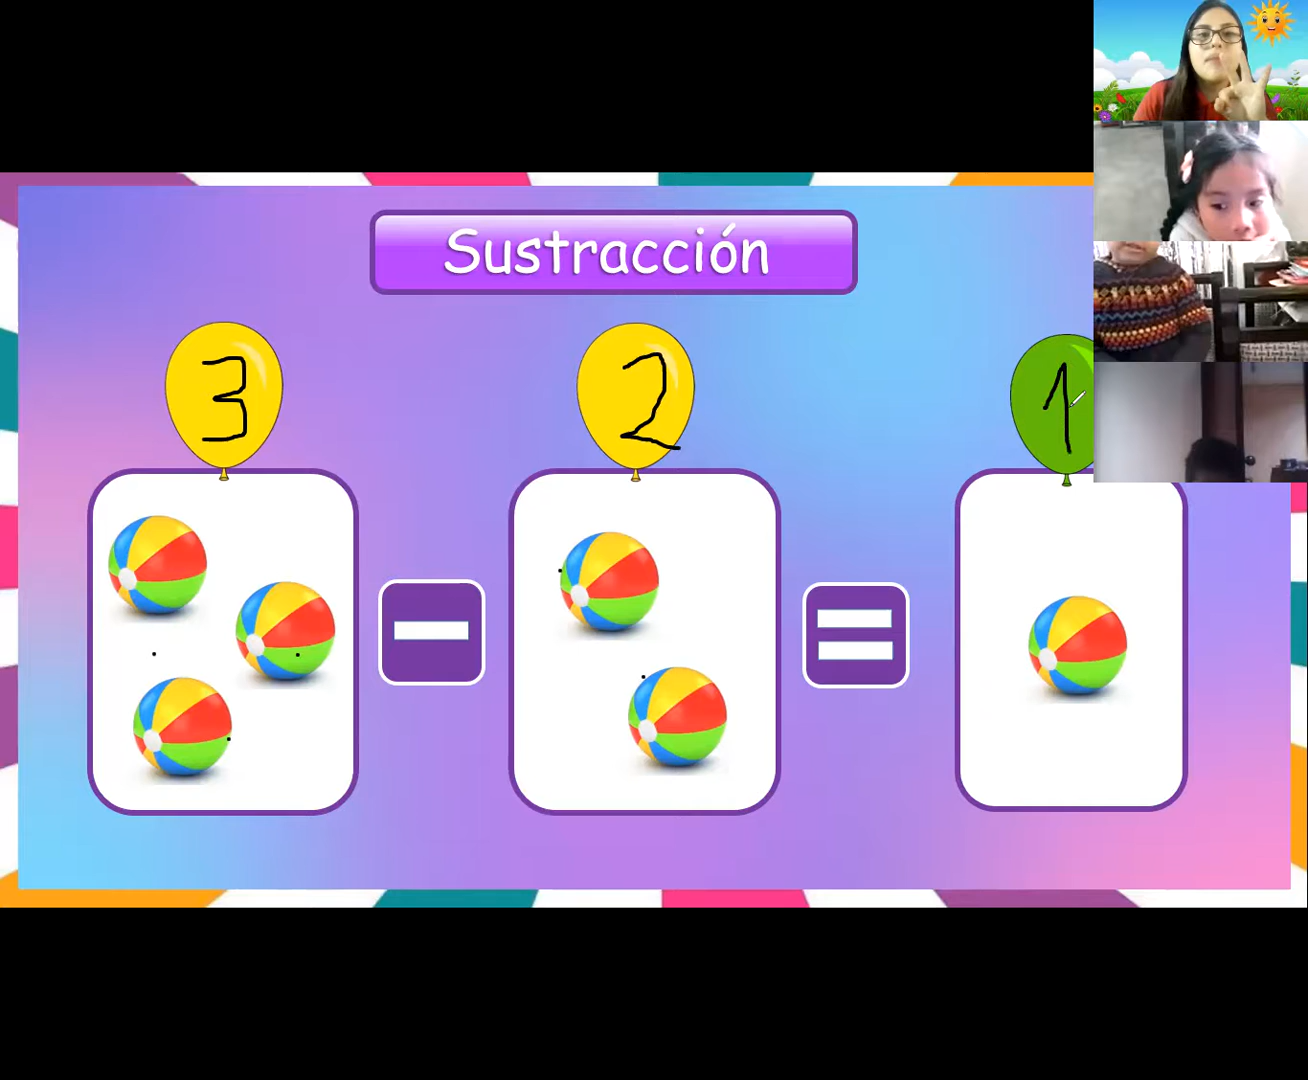 Sustracción
3 - 2 = 1